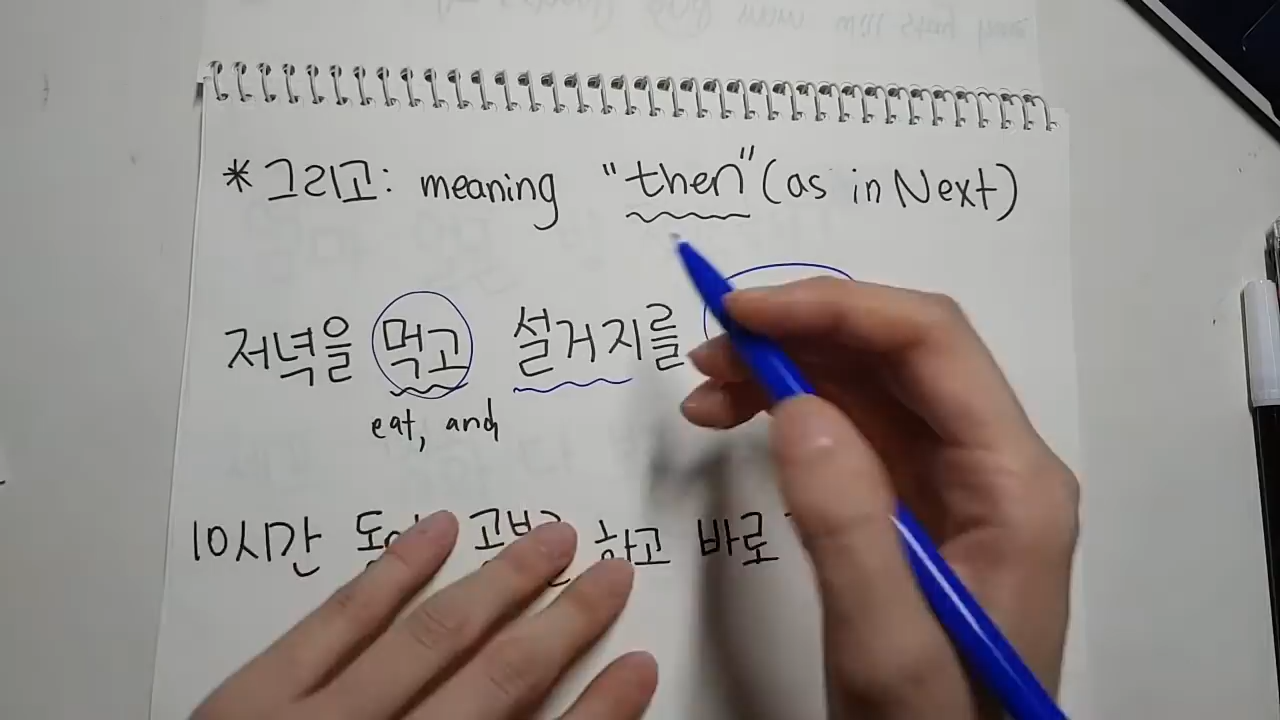 * 그리고: meaning "then" (as in Next)
저녁을 먹고 설거지를
eat, and
10시간 하고 바로